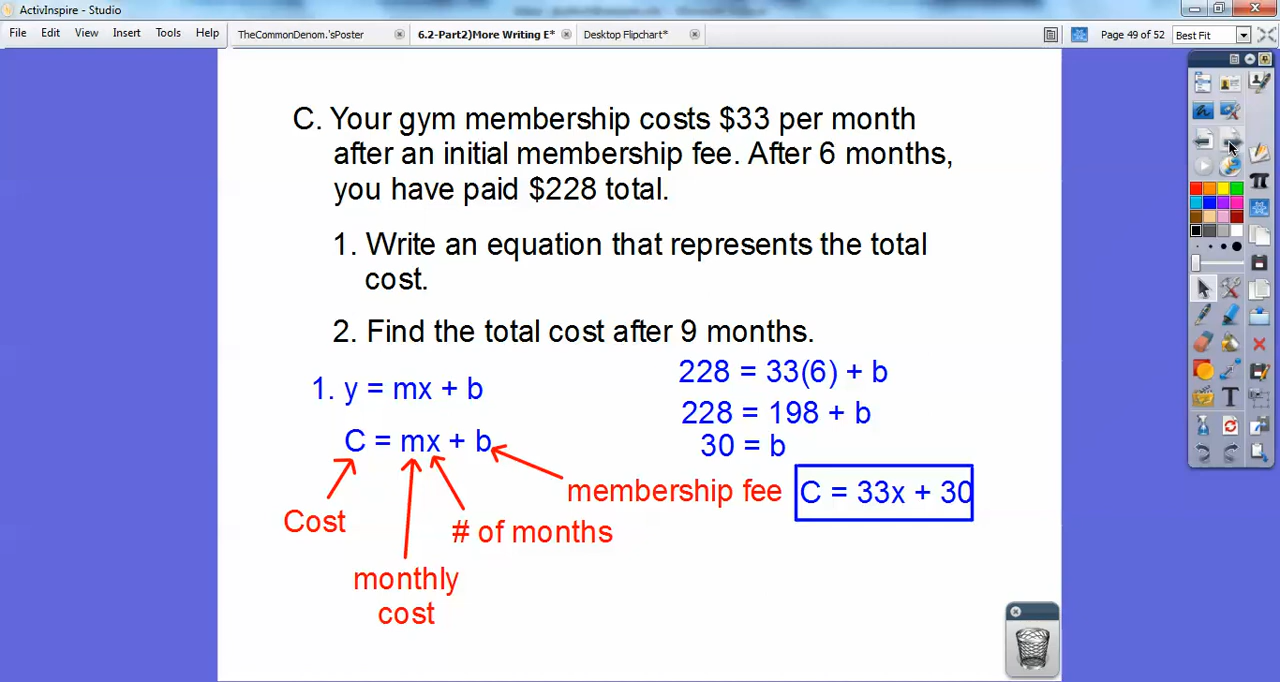 ActivInspire - Studio
File Edit View Insert Tools Help
TheCommonDenom.'sPoster
6.2-Part2)More Writing E*
Desktop Flipchart*
Page 49 of 52
Best Fit
C. Your gym membership costs $33 per month
after an initial membership fee. After 6 months,
you have paid $228 total.
1. Write an equation that represents the total
cost.
2. Find the total cost after 9 months.
1. y = mx + b
C = mx + b
Cost
monthly
cost
# of months
membership fee
228 = 33(6) + b
228 = 198 + b
30 = b
C = 33x + 30